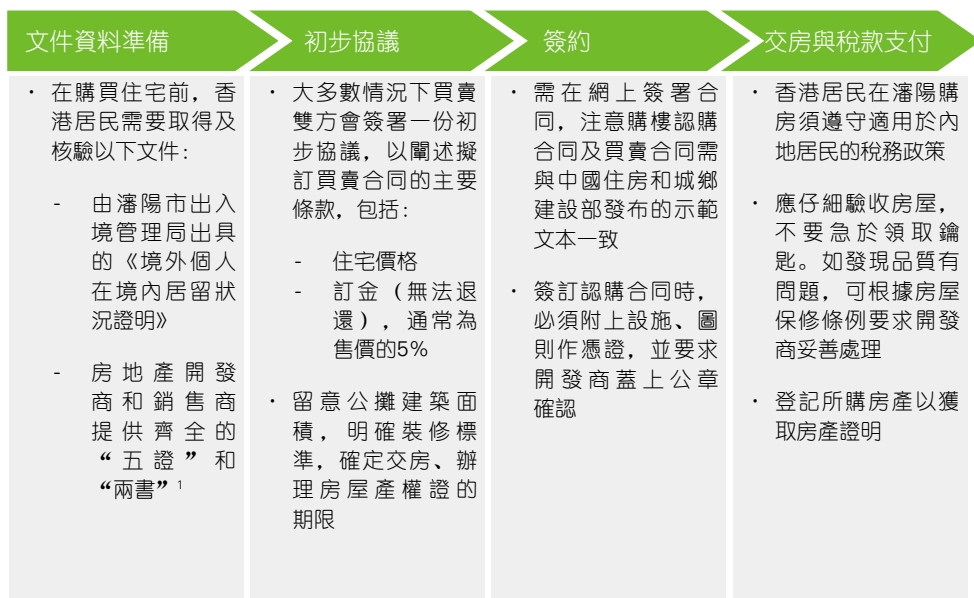 文件資料準備
· 在購買住宅前，香
港居民需要取得及
核驗以下文件：
- 由瀋陽市出入
境管理局出具
的《境外個人
在境內居留狀
況證明》
- 房地產開發
商和銷售商
提供齊全的
“五證”和
“兩書”1
初步協議
· 大多數情況下買賣
雙方會簽署一份初
步協議，以闡述擬
訂買賣合同的主要
條款，包括：
- 住宅價格
- 訂金（無法退
還），通常為
售價的5%
· 留意公攤建築面
積，明確裝修標
準，確定交房、辦
理房屋產權證的
期限
簽約
· 需在網上簽署合
同，注意購樓認購
合同及買賣合同需
與中國住房和城鄉
建設部發布的示範
文本一致
· 簽訂認購合同時，
必須附上設施、圖
則作憑證，並要求
開發商蓋上公章
確認
交房與稅款支付
· 香港居民在瀋陽購
房須遵守適用於內
地居民的稅務政策
· 應仔細驗收房屋，
不要急於領取鑰
匙。如發現品質有
問題，可根據房屋
保修條例要求開發
商妥善處理
· 登記所購房產以獲
取房產證明